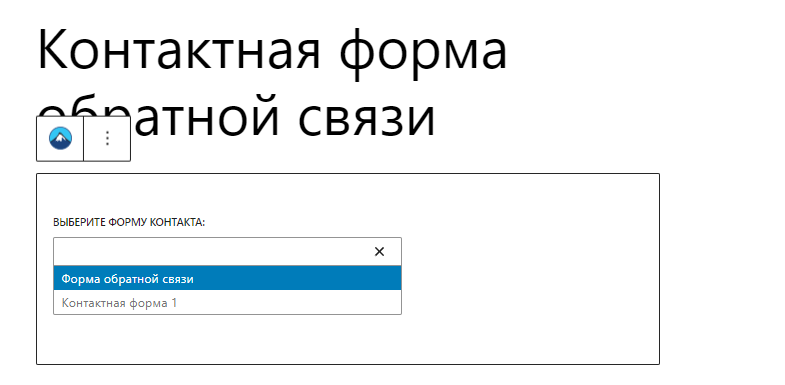 Контактная форма
обратной связи
ВЫБЕРИТЕ ФОРМУ КОНТАКТА:
Форма обратной связи
Контактная форма 1